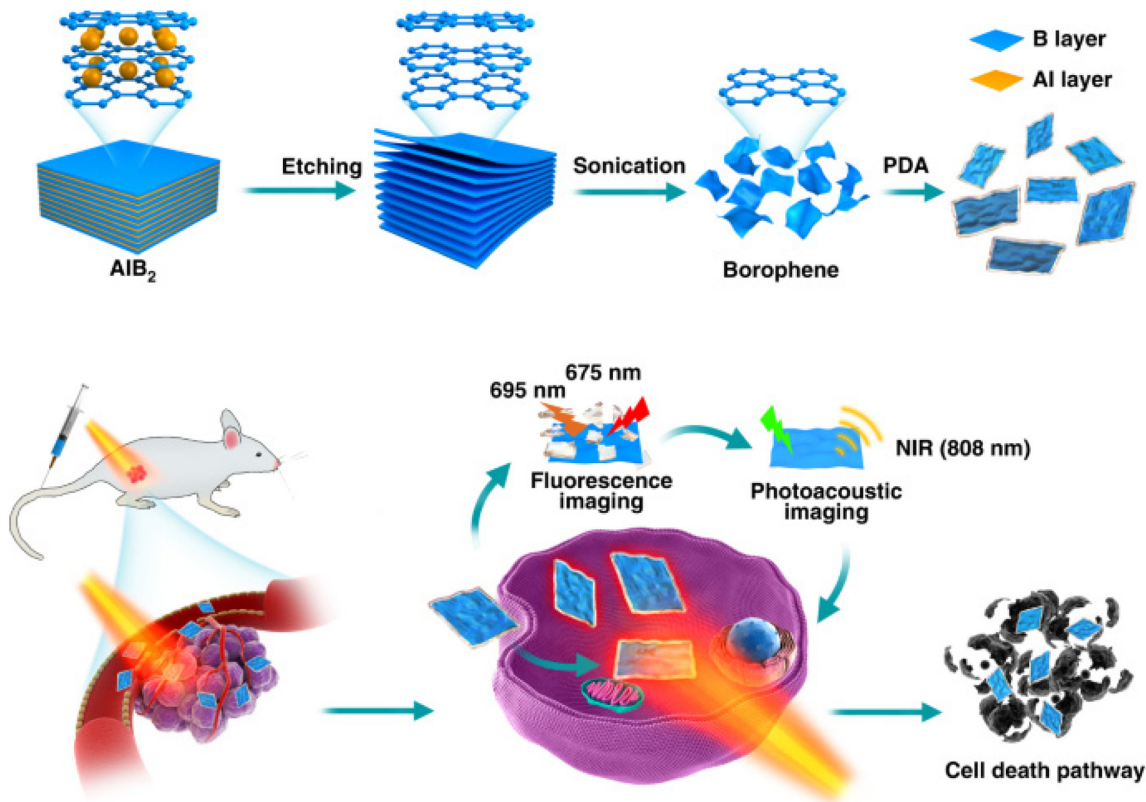 B layer
Al layer
Etching
Sonication
PDA
AlB₂
Borophene
675 nm
695 nm
NIR (808 nm)
Fluorescence
imaging
Photoacoustic
imaging
Cell death pathway